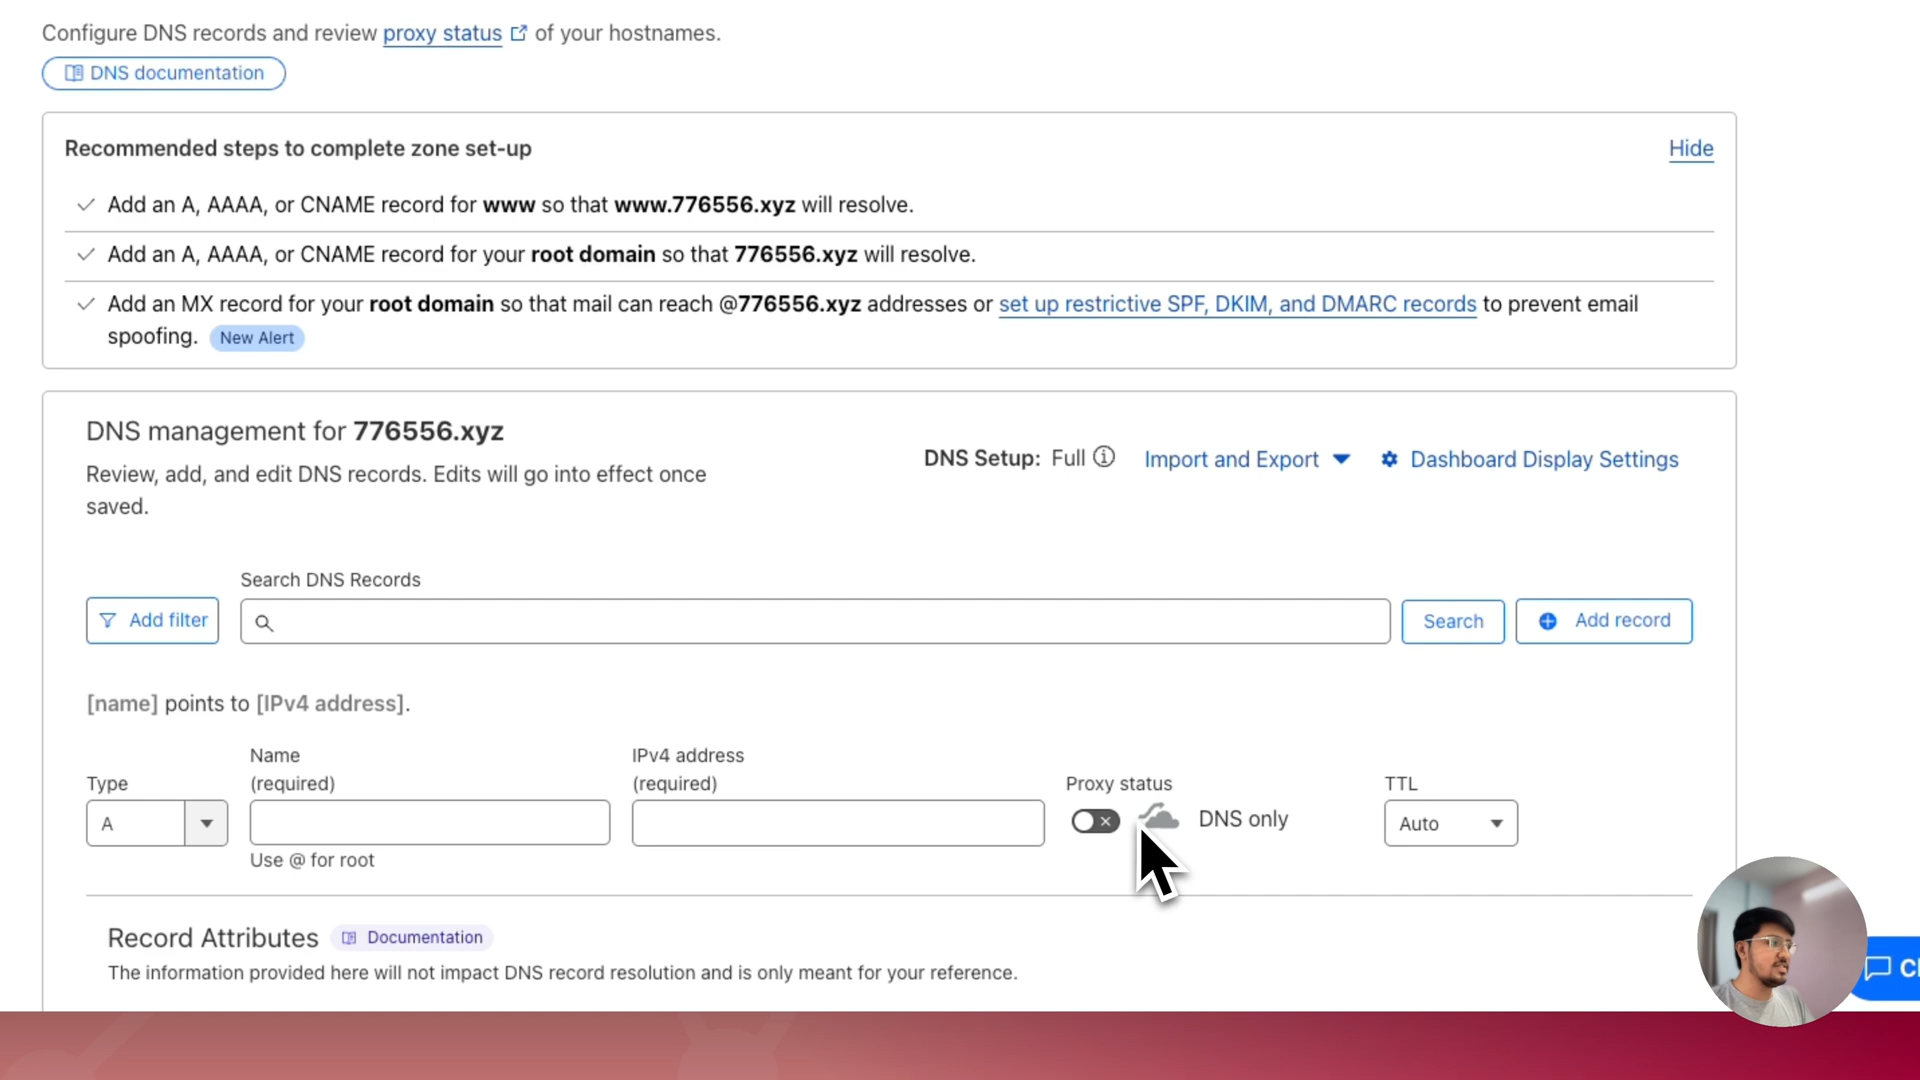 Configure DNS records and review proxy status of your hostnames.
DNS documentation
Recommended steps to complete zone set-up
Hide
Add an A, AAAA, or CNAME record for www so that www.776556.xyz will resolve.
Add an A, AAAA, or CNAME record for your root domain so that 776556.xyz will resolve.
Add an MX record for your root domain so that mail can reach @776556.xyz addresses or set up restrictive SPF, DKIM, and DMARC records to prevent email
spoofing. New Alert
DNS management for 776556.xyz
Review, add, and edit DNS records. Edits will go into effect once
saved.
DNS Setup: Full
Import and Export
Dashboard Display Settings
Search DNS Records
Add filter
Search
Add record
[name] points to [IPv4 address].
Type
Name
(required)
IPv4 address
(required)
Proxy status
TTL
A
DNS only
Auto
Use @ for root
Record Attributes
Documentation
The information provided here will not impact DNS record resolution and is only meant for your reference.